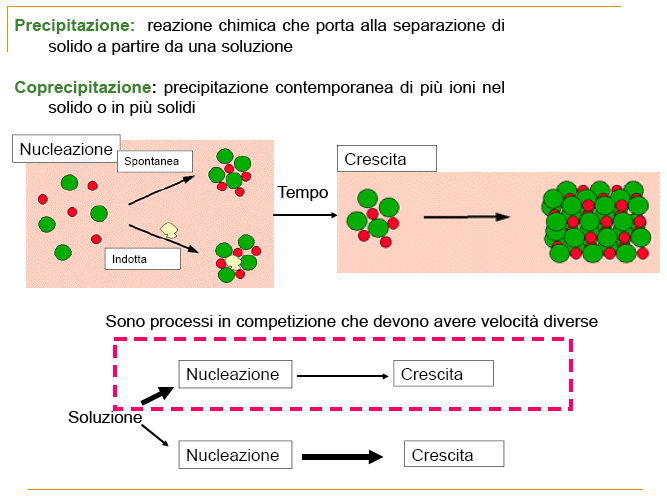 Precipitazione: reazione chimica che porta alla separazione di
solido a partire da una soluzione
Coprecipitazione: precipitazione contemporanea di più ioni nel
solido o in più solidi
Nucleazione
Spontanea
Indotta
Tempo
Crescita
Sono processi in competizione che devono avere velocità diverse
Nucleazione
Crescita
Soluzione
Nucleazione
Crescita